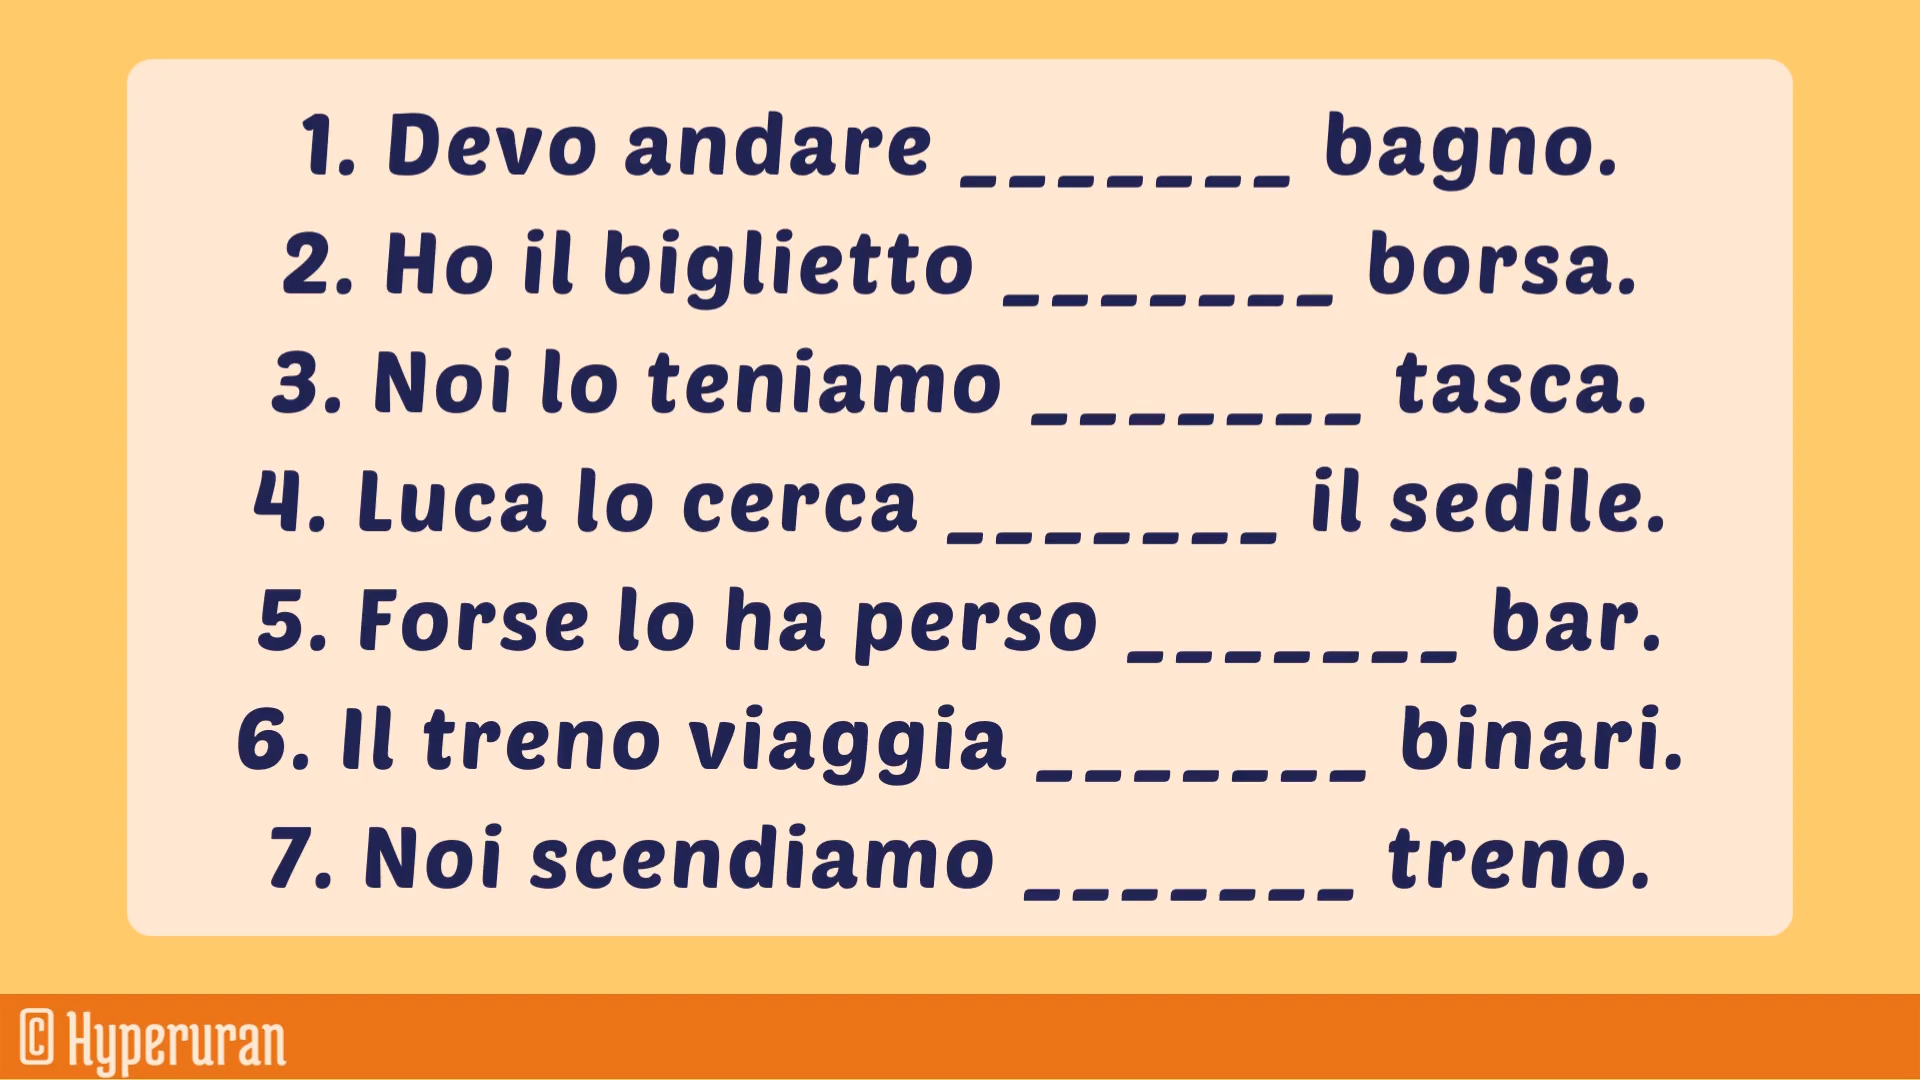 1. Devo andare _______ bagno.
2. Ho il biglietto _______ borsa.
3. Noi lo teniamo _______ tasca.
4. Luca lo cerca _______ il sedile.
5. Forse lo ha perso _______ bar.
6. Il treno viaggia _______ binari.
7. Noi scendiamo _______ treno.
© Hyperuran